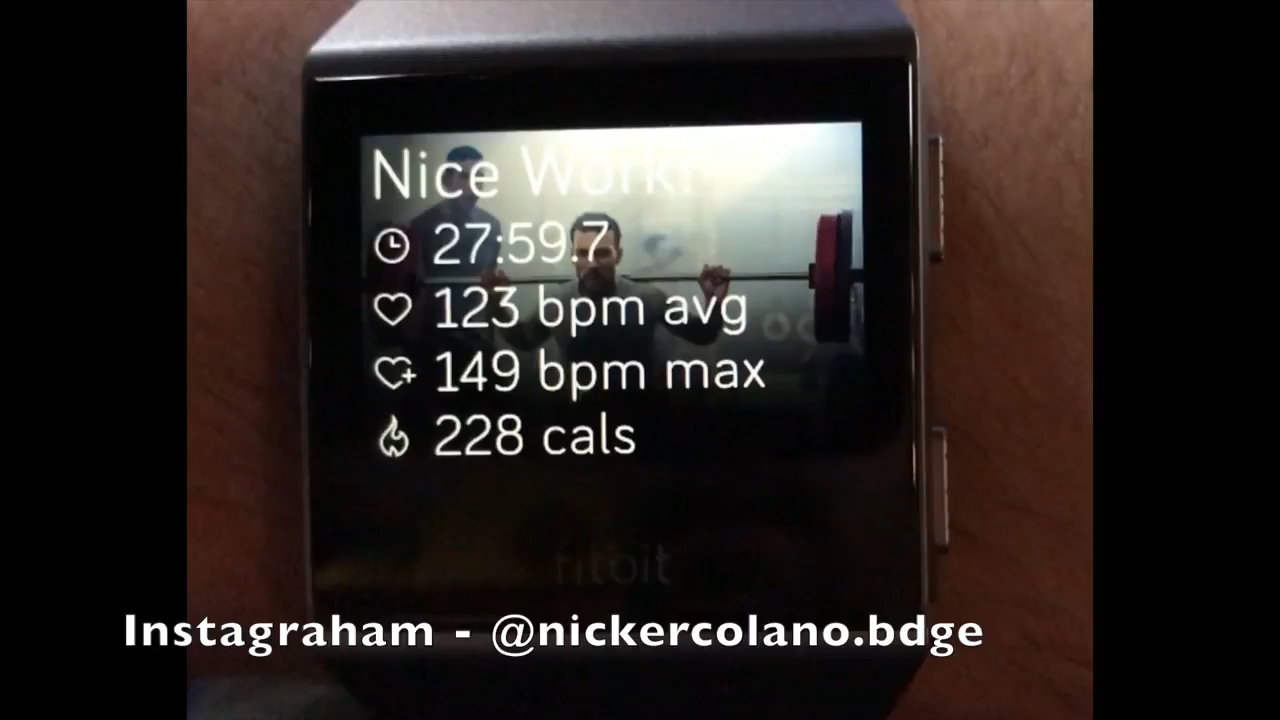 Nice Work!
27:59.7
123 bpm avg
149 bpm max
228 cals
fitbit
Instagraham - @nickercolano.bdge